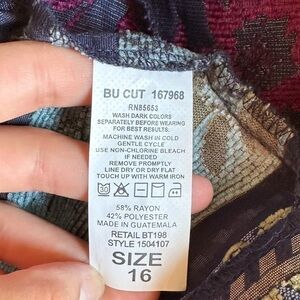 BU CUT 167968
RN85653
WASH DARK COLORS
SEPARATELY BEFORE WEARING
FOR BEST RESULTS.
MACHINE WASH IN COLD
GENTLE CYCLE
USE NON-CHLORINE BLEACH
IF NEEDED
REMOVE PROMPTLY
LINE DRY OR DRY FLAT
TOUCH UP WITH WARM IRON
58% RAYON
42% POLYESTER
MADE IN GUATEMALA
RETAIL BT198
STYLE 1504107
SIZE
16